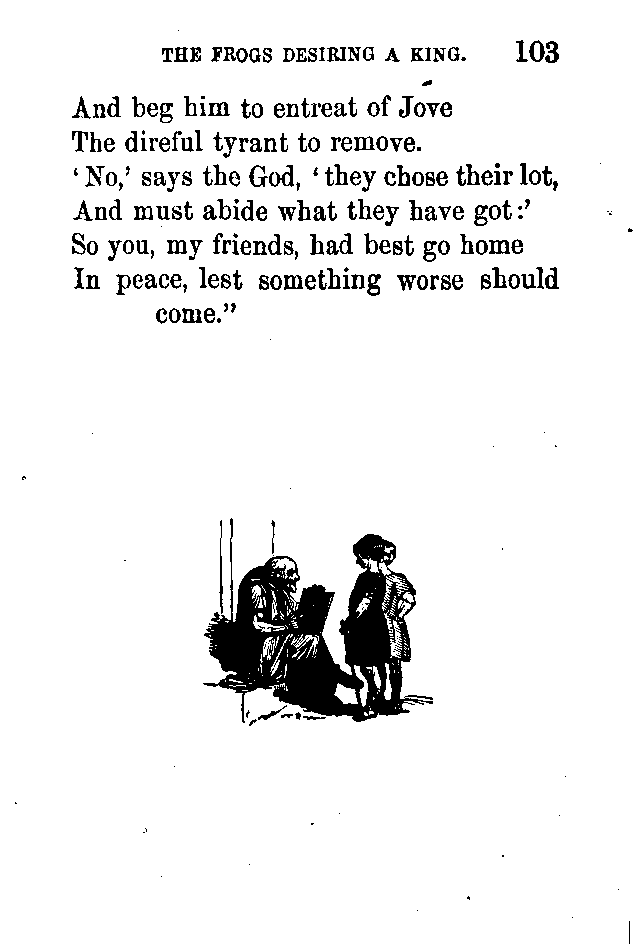 THE FROGS DESIRING A KING. 103
And beg him to entreat of Jove
The direful tyrant to remove.
‘No,’ says the God, ‘they chose their lot,
And must abide what they have got:’
So you, my friends, had best go home
In peace, lest something worse should
come.”